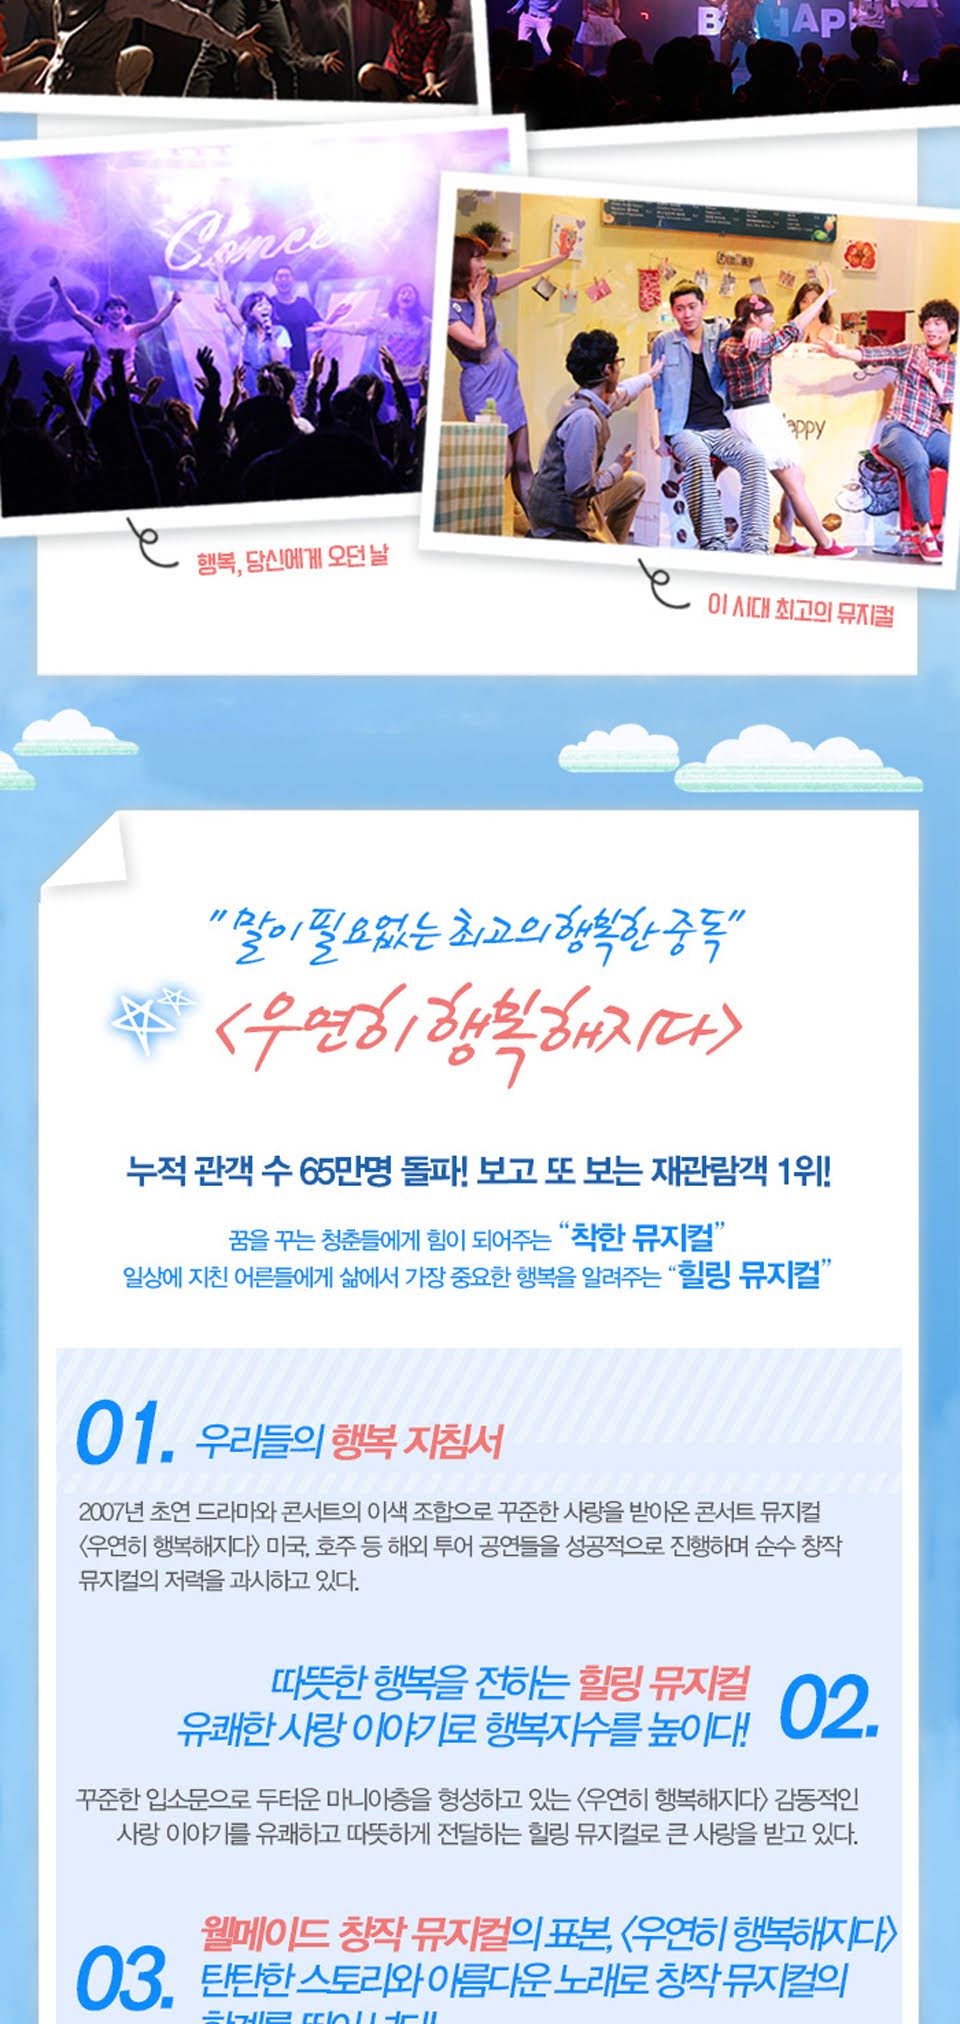 Conce
Happy
행복, 당신에게 오던 날
이 시대 최고의 뮤지컬
"말이 필요없는 최고의 행복한 중독"
<우연히 행복해지다>
누적 관객 수 65만명 돌파! 보고 또 보는 재관람객 1위!
꿈을 꾸는 청춘들에게 힘이 되어주는 “착한 뮤지컬”
일상에 지친 어른들에게 삶에서 가장 중요한 행복을 알려주는 “힐링 뮤지컬”
01. 우리들의 행복 지침서
2007년 초연 드라마와 콘서트의 이색 조합으로 꾸준한 사랑을 받아온 콘서트 뮤지컬
<우연히 행복해지다> 미국, 호주 등 해외 투어 공연들을 성공적으로 진행하며 순수 창작
뮤지컬의 저력을 과시하고 있다.
따뜻한 행복을 전하는 힐링 뮤지컬
유쾌한 사랑 이야기로 행복지수를 높이다!
02.
꾸준한 입소문으로 두터운 마니아층을 형성하고 있는 <우연히 행복해지다> 감동적인
사랑 이야기를 유쾌하고 따뜻하게 전달하는 힐링 뮤지컬로 큰 사랑을 받고 있다.
03.
웰메이드 창작 뮤지컬의 표본, <우연히 행복해지다>
탄탄한 스토리와 아름다운 노래로 창작 뮤지컬의